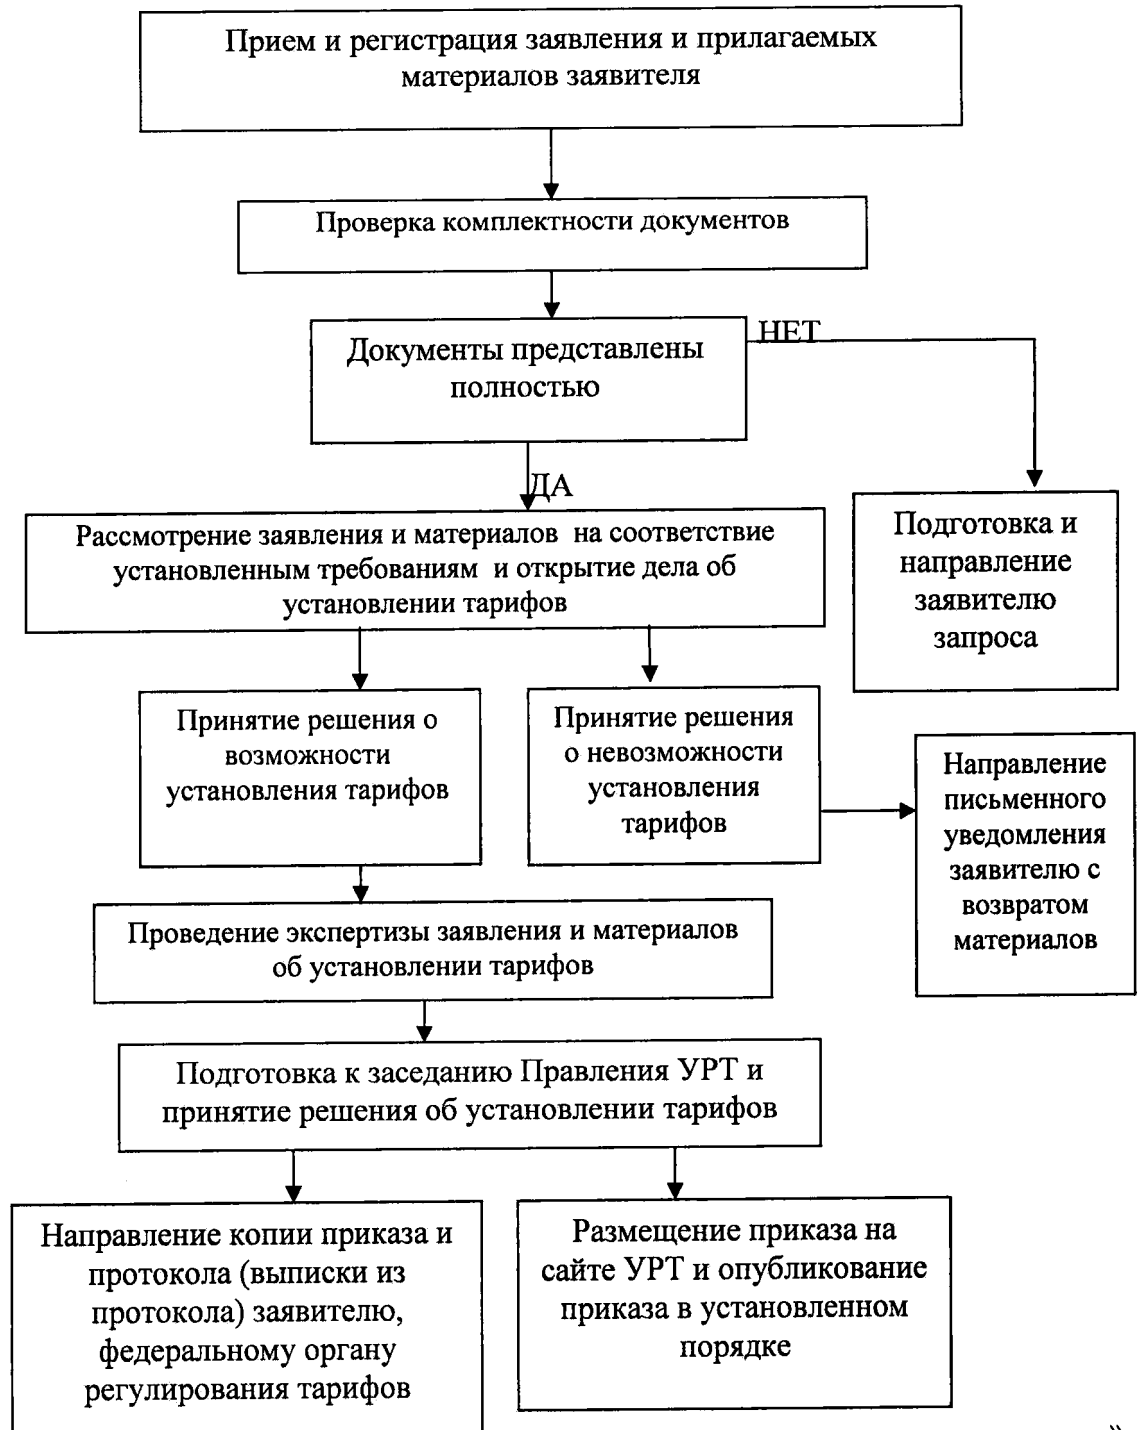 Прием и регистрация заявления и прилагаемых
материалов заявителя
Проверка комплектности документов
Документы представлены
полностью
НЕТ
ДА
Рассмотрение заявления и материалов на соответствие
установленным требованиям и открытие дела об
установлении тарифов
Подготовка и
направление
заявителю
запроса
Принятие решения о
возможности
установления тарифов
Принятие решения
о невозможности
установления
тарифов
Направление
письменного
уведомления
заявителю с
возвратом
материалов
Проведение экспертизы заявления и материалов
об установлении тарифов
Подготовка к заседанию Правления УРТ и
принятие решения об установлении тарифов
Направление копии приказа и
протокола (выписки из
протокола) заявителю,
федеральному органу
регулирования тарифов
Размещение приказа на
сайте УРТ и опубликование
приказа в установленном
порядке
»